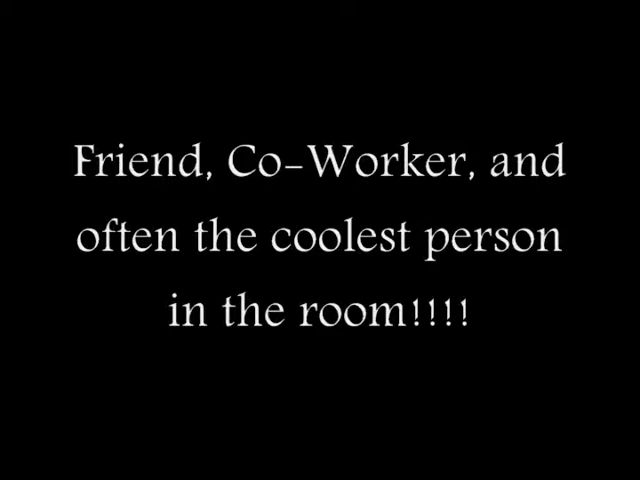 Friend, Co-Worker, and
often the coolest person
in the room!!!!